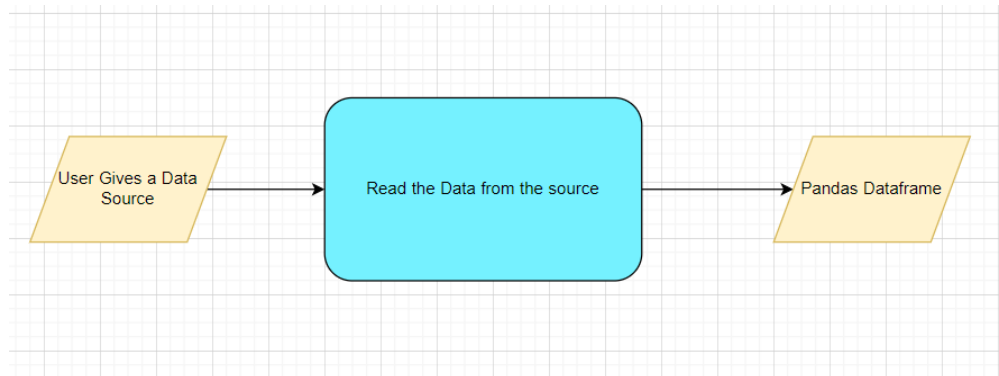 User Gives a Data
Source
Read the Data from the source
Pandas Dataframe